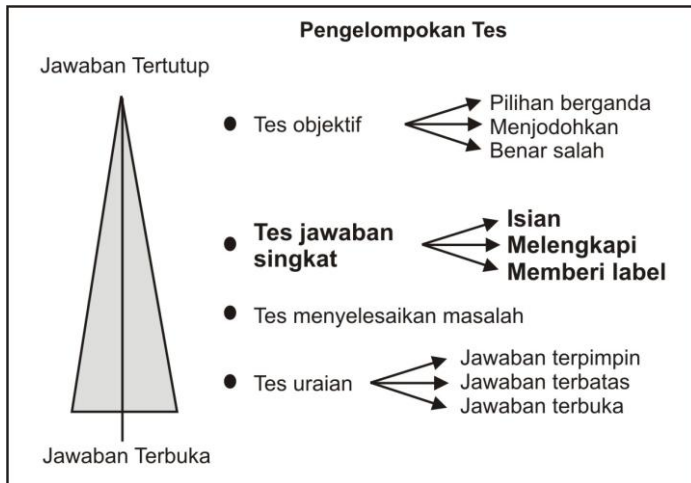 Pengelompokan Tes
Jawaban Tertutup
Tes objektif
Pilihan berganda
Menjodohkan
Benar salah
Tes jawaban
singkat
Isian
Melengkapi
Memberi label
Tes menyelesaikan masalah
Tes uraian
Jawaban terpimpin
Jawaban terbatas
Jawaban terbuka
Jawaban Terbuka